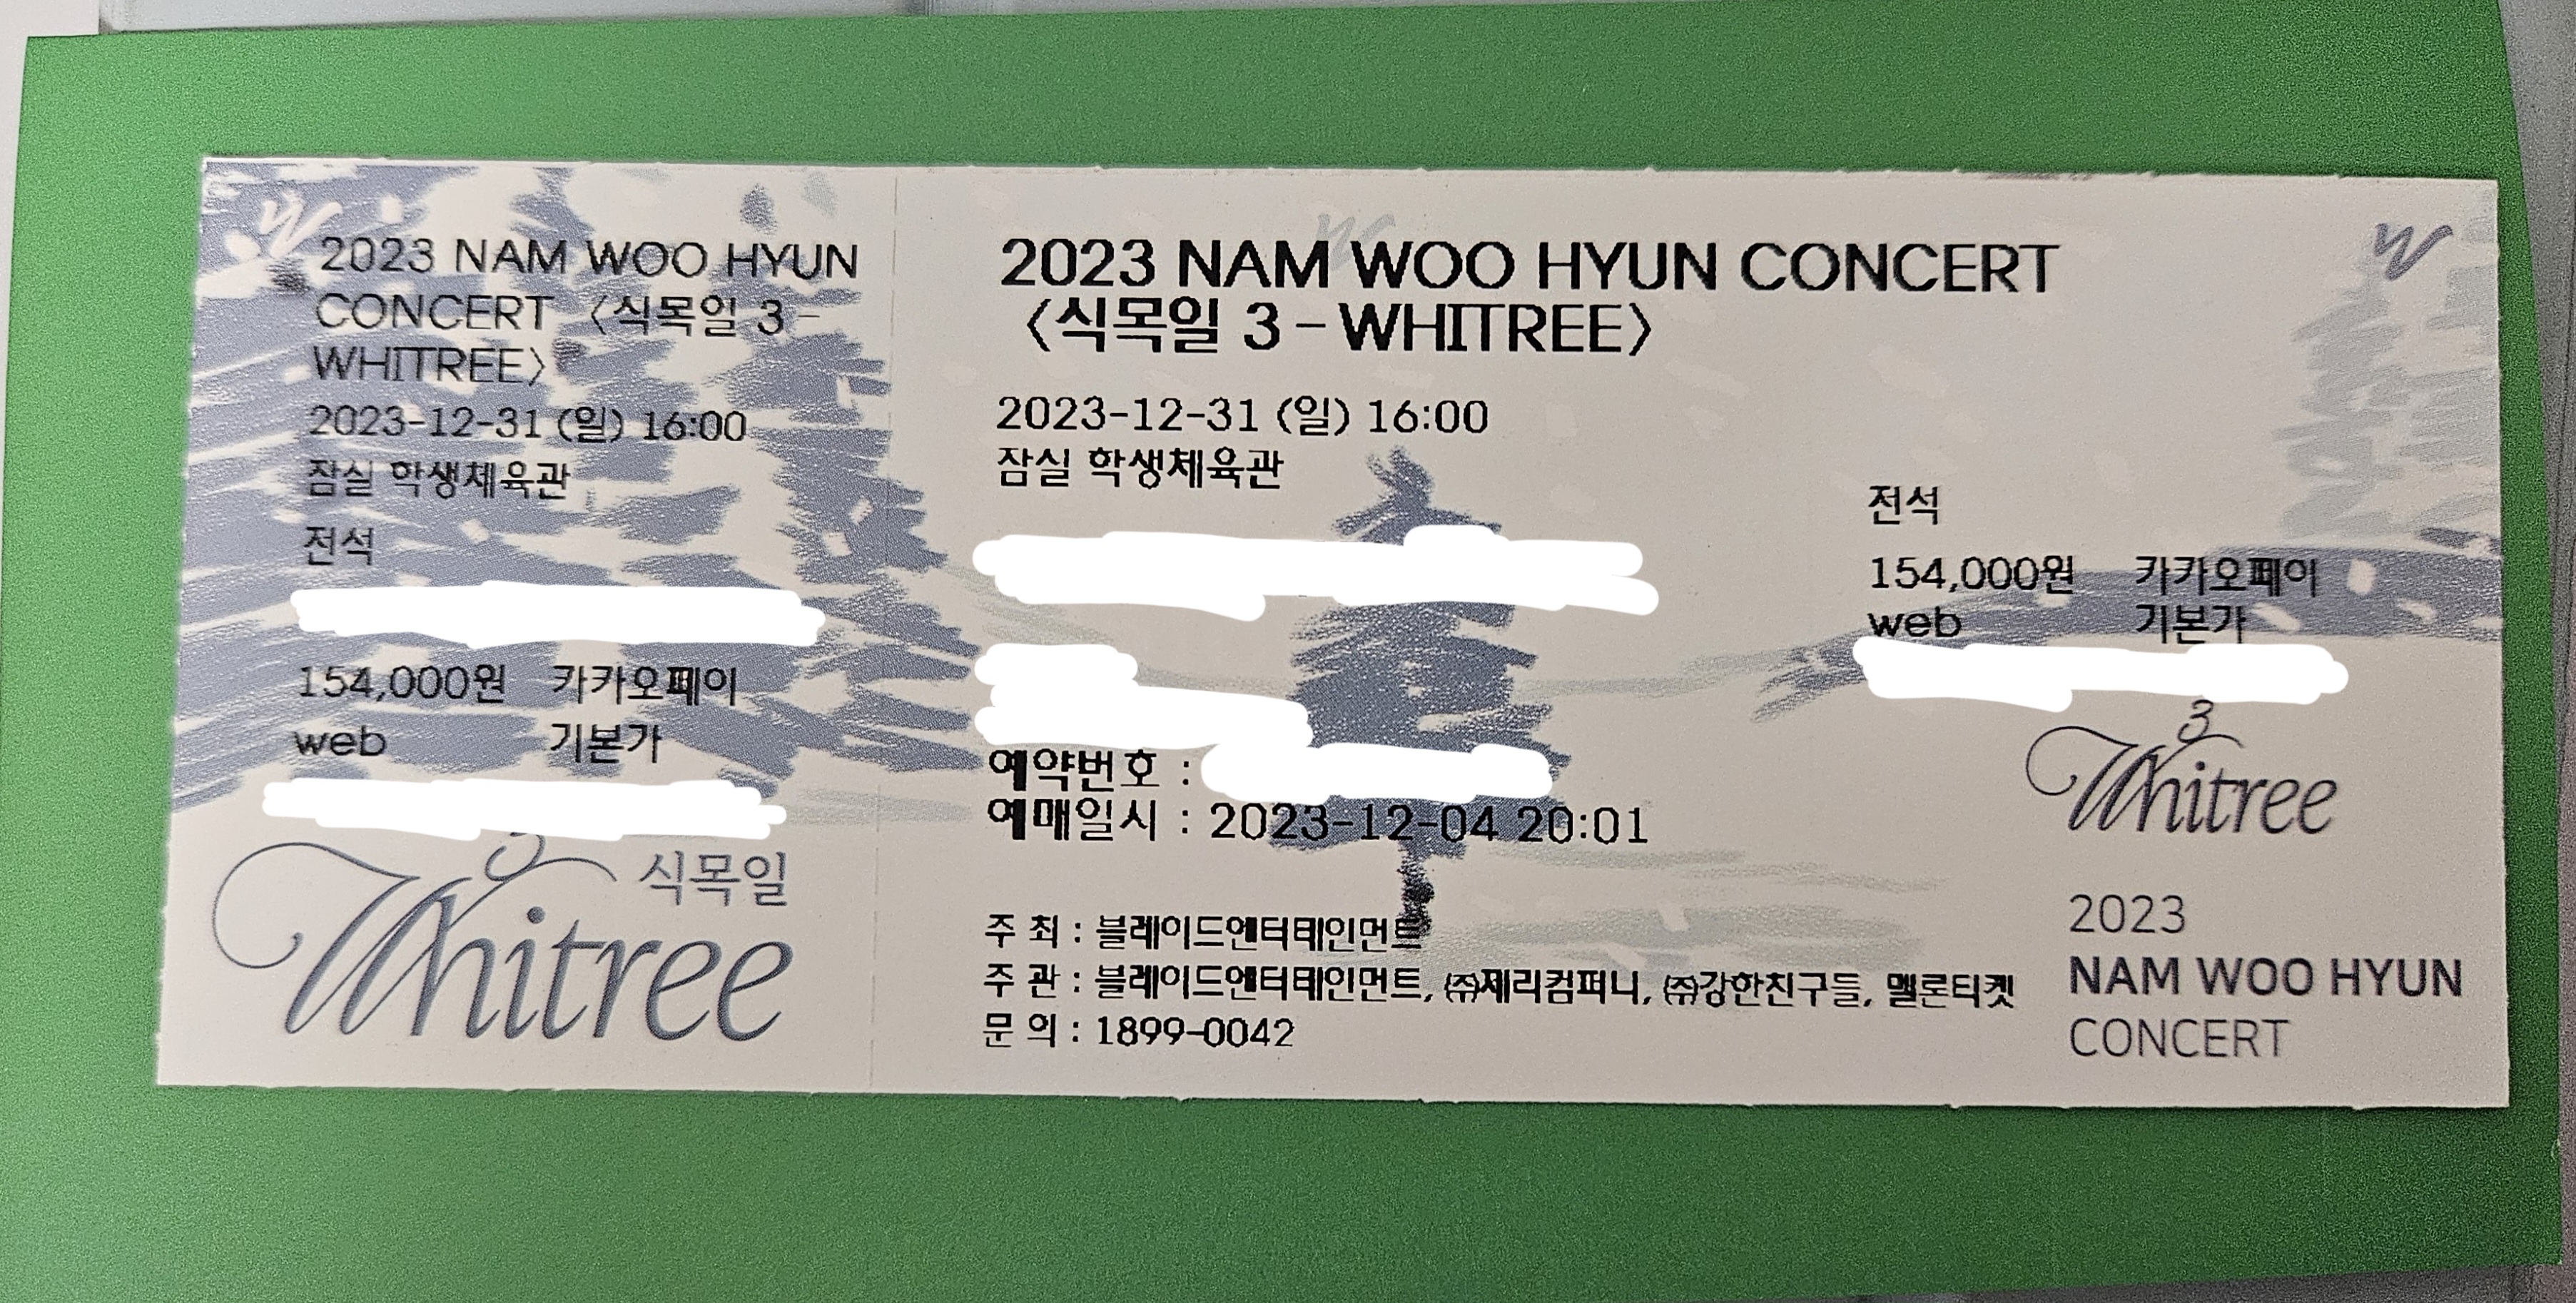 2023 NAM WOO HYUN
CONCERT 〈식목일 3 -
WHITREE〉
2023-12-31 (일) 16:00
잠실 학생체육관
전석
154,000원 카카오페이
web 기본가
3
식목일
Whitree
W
2023 NAM WOO HYUN CONCERT
〈식목일 3 - WHITREE〉
2023-12-31 (일) 16:00
잠실 학생체육관
예약번호 :
예매일시 : 2023-12-04 20:01
주 최 : 블레이드엔터테인먼트
주 관 : 블레이드엔터테인먼트, ㈜제리컴퍼니, ㈜강한친구들, 멜론티켓
문 의 : 1899-0042
W
전석
154,000원 카카오페이
web 기본가
3
Whitree
2023
NAM WOO HYUN
CONCERT